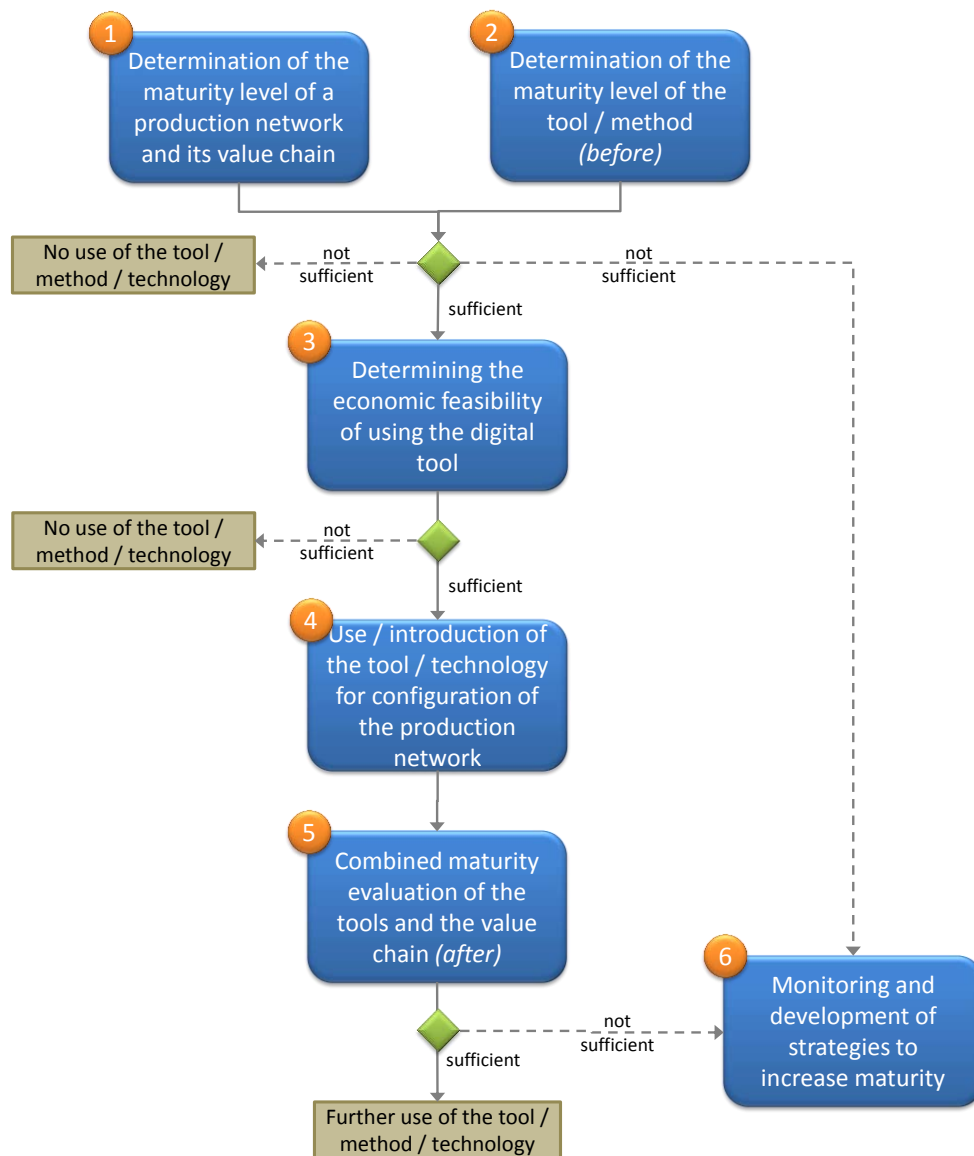 1
Determination of the
maturity level of a
production network
and its value chain
2
Determination of the
maturity level of the
tool / method
(before)
No use of the tool /
method / technology
not
sufficient
not
sufficient
sufficient
3
Determining the
economic feasibility
of using the digital
tool
No use of the tool /
method / technology
not
sufficient
sufficient
4
Use / introduction of
the tool / technology
for configuration of
the production
network
5
Combined maturity
evaluation of the
tools and the value
chain (after)
6
Monitoring and
development of
strategies to
increase maturity
not
sufficient
sufficient
Further use of the tool /
method / technology